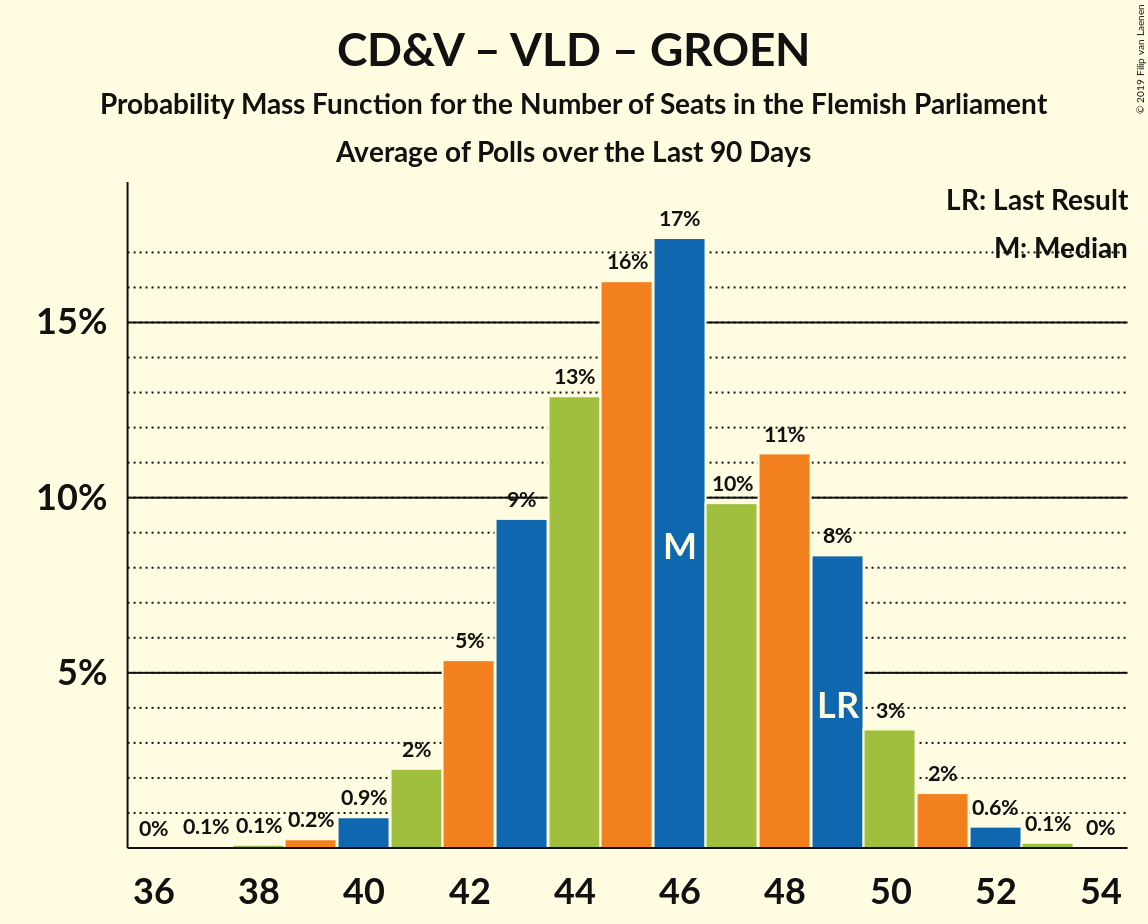 CD&V – VLD – GROEN
Probability Mass Function for the Number of Seats in the Flemish Parliament
Average of Polls over the Last 90 Days
© 2019 Filip van Laenen
LR: Last Result
M: Median
15%
10%
5%
0%
0.1%
0.1%
0.2%
0.9%
2%
5%
9%
13%
16%
17%
10%
11%
8%
3%
2%
0.6%
0.1%
0%
M
LR
36 38 40 42 44 46 48 50 52 54